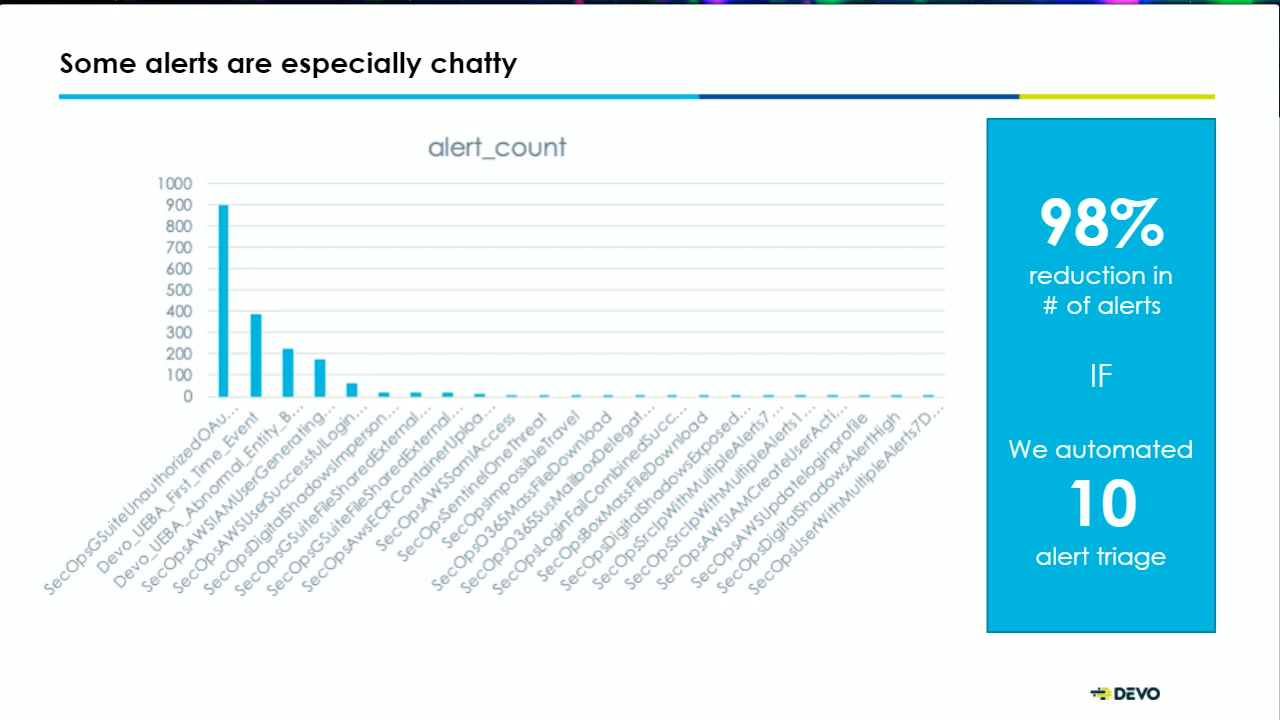 Some alerts are especially chatty
alert_count
1000
900
800
700
600
500
400
300
200
100
0
SecOpsGSuiteUnauthorizedOAu...
Devo_UEBA_First_Time_Event
Devo_UEBA_Abnormal_Entity_B...
SecOpsAWSIAMUserGenerating...
SecOpsAWSUserSuccessfulLogin...
SecOpsDigitalShadowsImperson...
SecOpsGSuiteFileSharedExternal...
SecOpsGSuiteFileSharedExternal...
SecOpsAwsECRContainerUploa...
SecOpsAWSSamlAccess
SecOpsSentinelOneThreat
SecOpsImpossibleTravel
SecOpsO365MassFileDownload
SecOpsO365SusMailboxDelegat...
SecOpsLoginFailCombinedSucc...
SecOpsBoxMassFileDownload
SecOpsDigitalShadowsExposed...
SecOpsSrcIpWithMultipleAlerts7...
SecOpsSrcIpWithMultipleAlerts1...
SecOpsAWSIAMCreateUserActi...
SecOpsAWSUpdateloginprofile
SecOpsDigitalShadowsAlertHigh
SecOpsUserWithMultipleAlerts7D...
98%
reduction in
# of alerts
IF
We automated
10
alert triage
DEVO